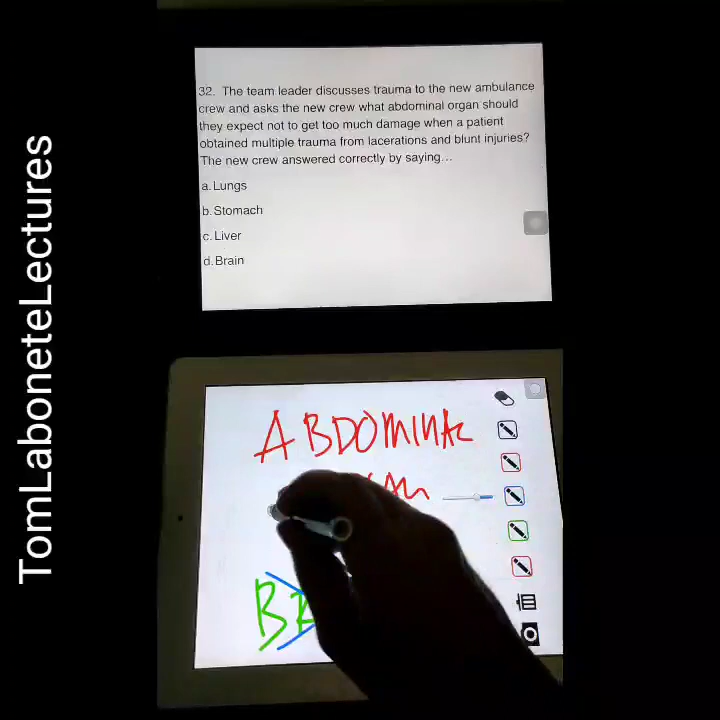 TomLaboneteLectures
32. The team leader discusses trauma to the new ambulance
crew and asks the new crew what abdominal organ should
they expect not to get too much damage when a patient
obtained multiple trauma from lacerations and blunt injuries?
The new crew answered correctly by saying...
a. Lungs
b. Stomach
c. Liver
d. Brain
ABDOMINAL